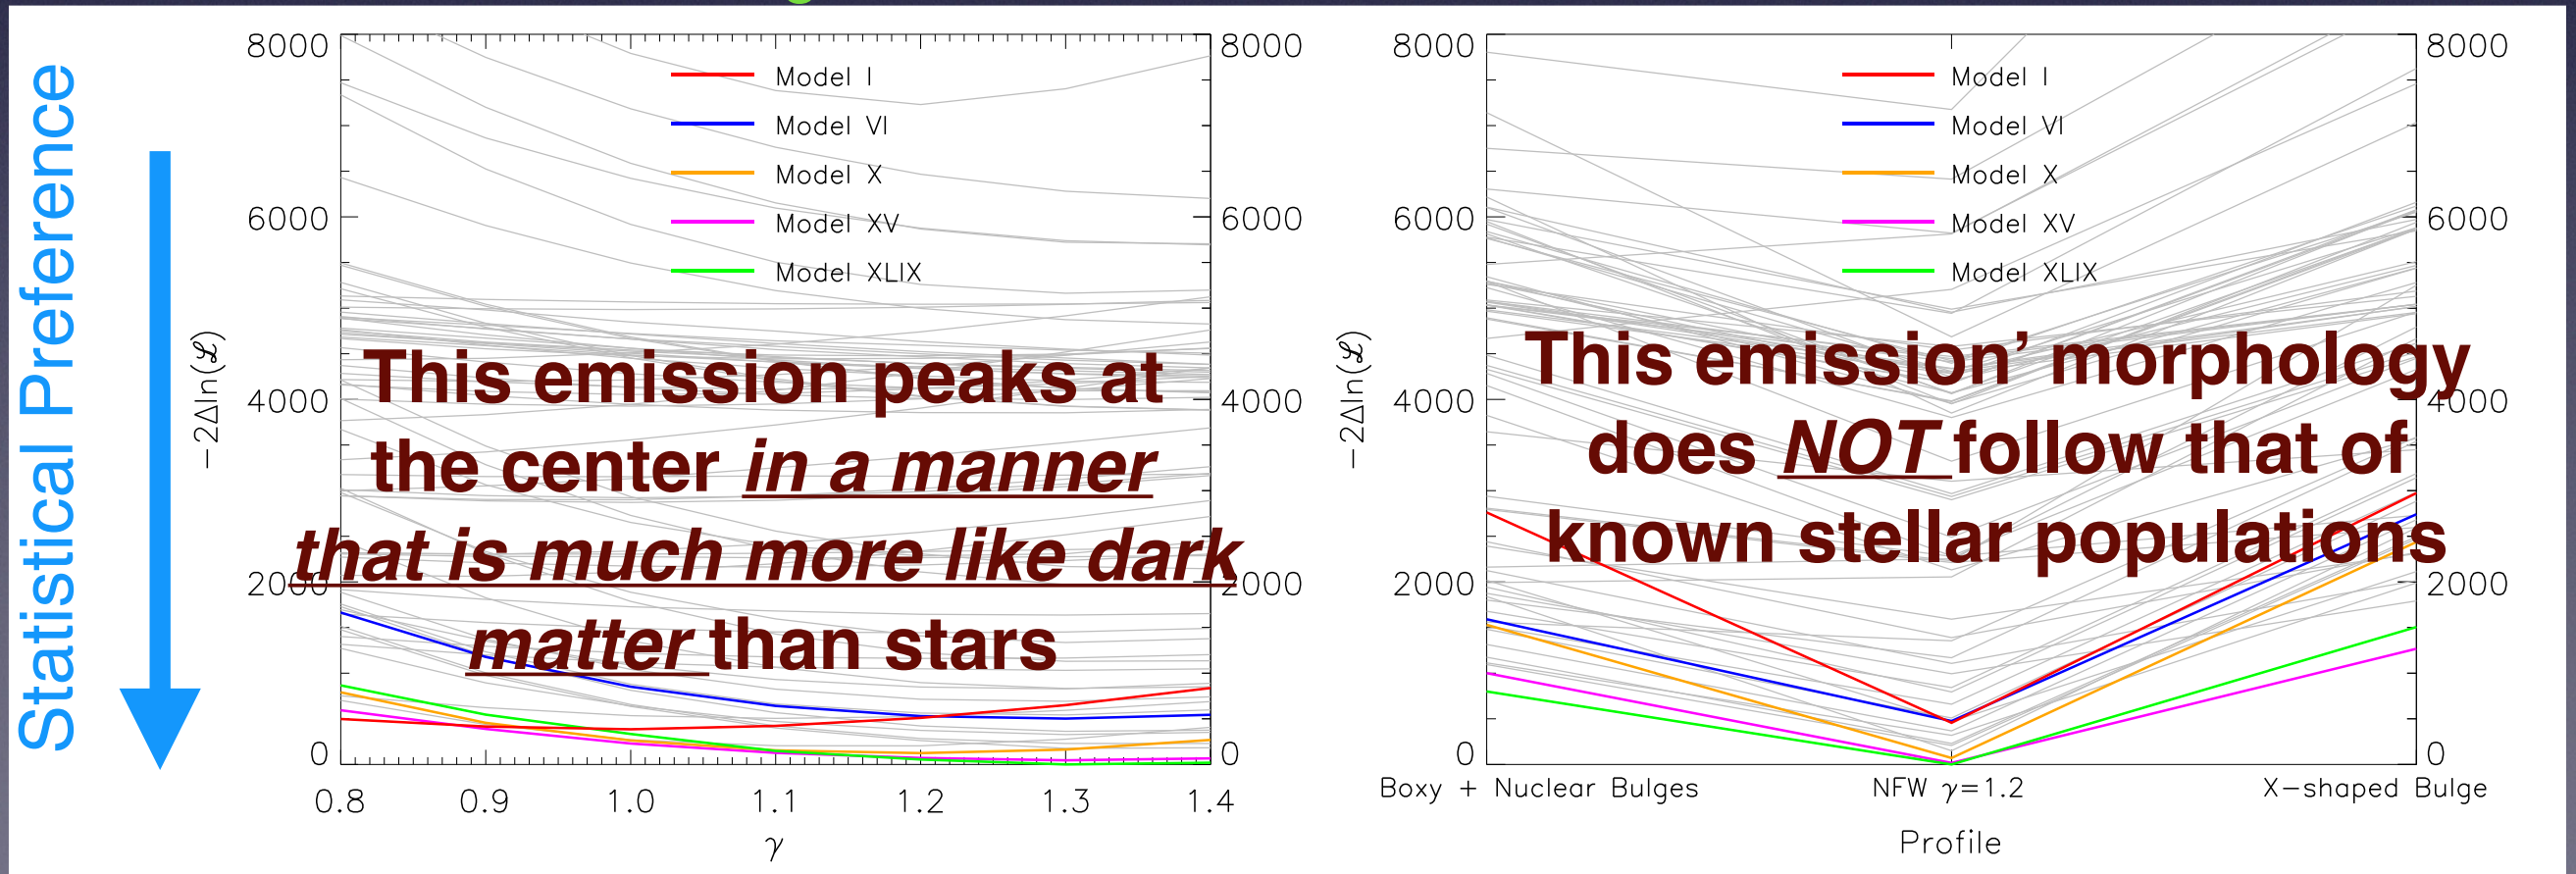 Statistical Preference
−2Δln(ℒ)
8000
6000
4000
2000
0
8000
6000
4000
2000
0
Model I
Model VI
Model X
Model XV
Model XLIX
This emission peaks at
the center in a manner
that is much more like dark
matter than stars
0.8 0.9 1.0 1.1 1.2 1.3 1.4
γ
−2Δln(ℒ)
8000
6000
4000
2000
0
8000
6000
4000
2000
0
Model I
Model VI
Model X
Model XV
Model XLIX
This emission’ morphology
does NOT follow that of
known stellar populations
Boxy + Nuclear Bulges NFW γ=1.2 X−shaped Bulge
Profile